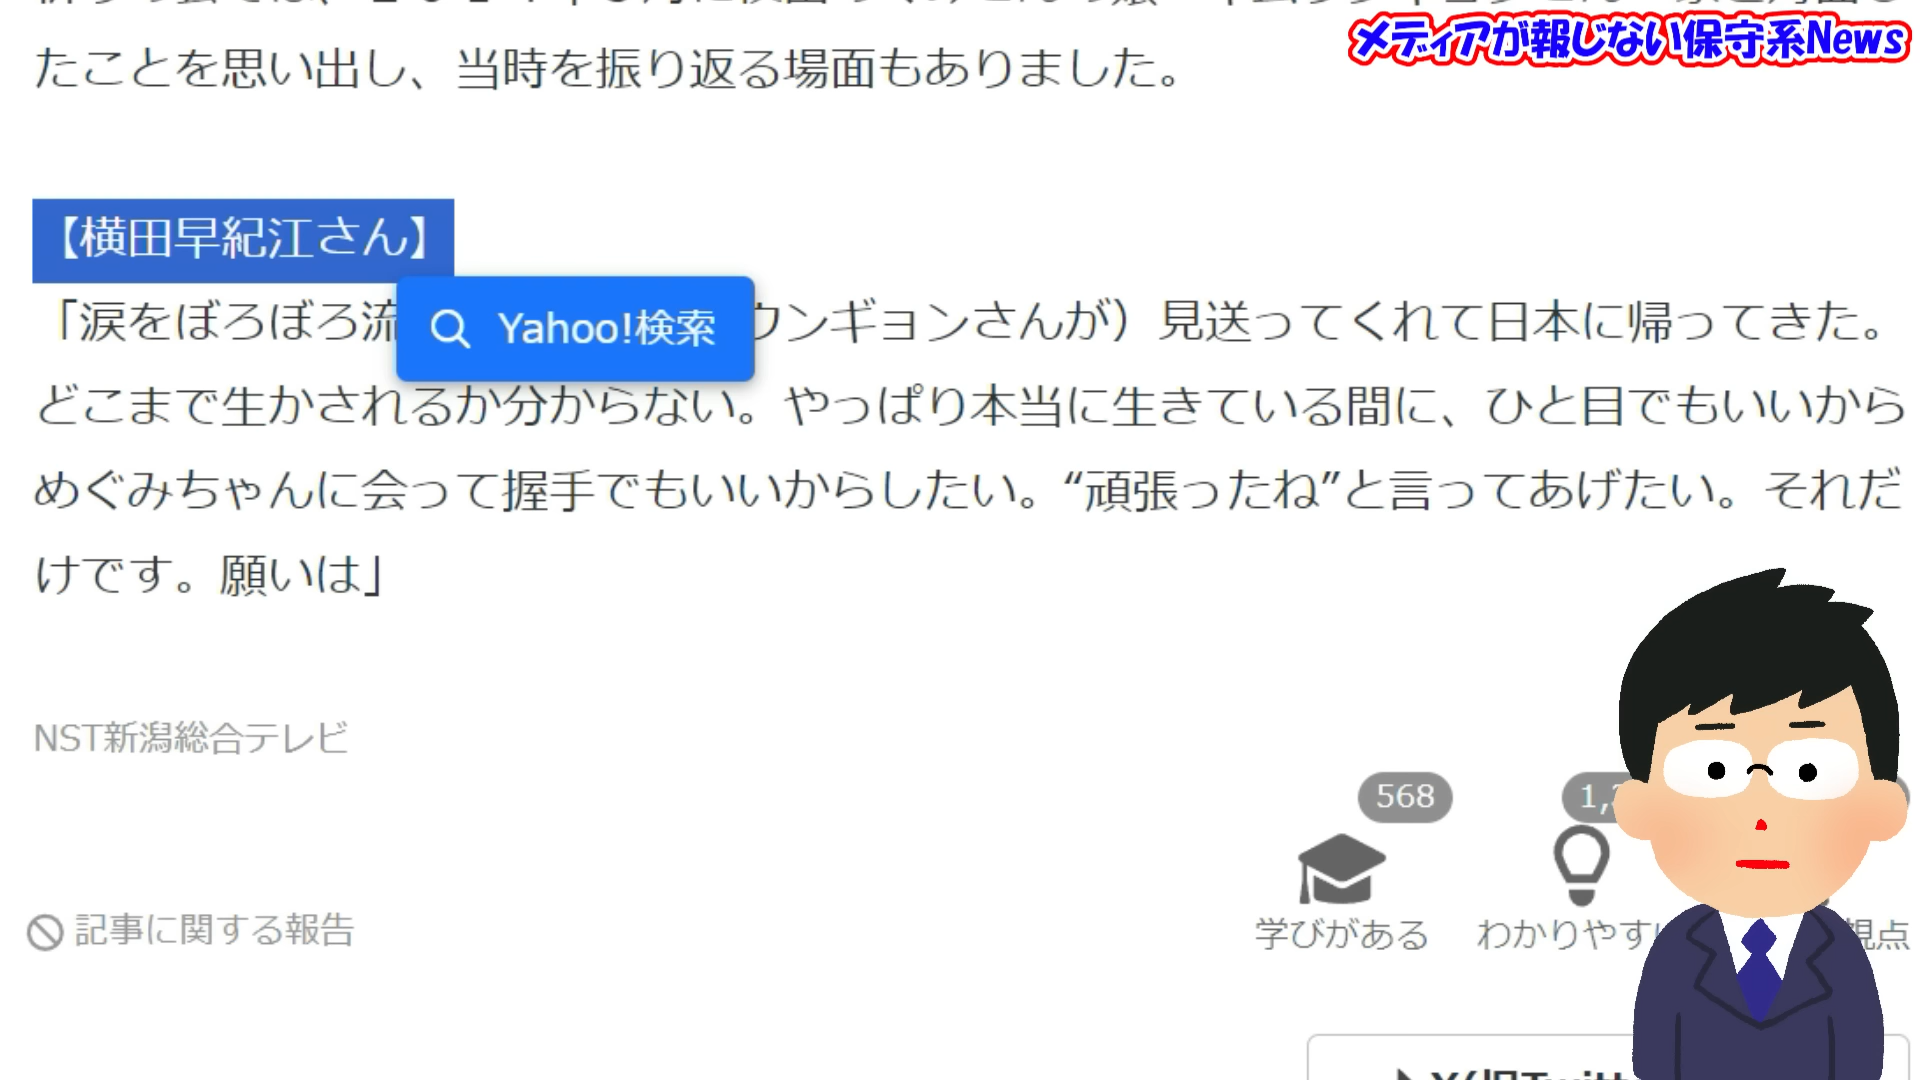 メディアが報じない保守系News
たことを思い出し、当時を振り返る場面もありました。
【横田早紀江さん】
「涙をぼろぼろ流
Yahoo!検索
ウンギョンさんが）見送ってくれて日本に帰ってきた。
どこまで生かされるか分からない。やっぱり本当に生きている間に、ひと目でもいいから
めぐみちゃんに会って握手でもいいからしたい。“頑張ったね”と言ってあげたい。それだ
けです。願いは」
NST新潟総合テレビ
568
学びがある
わかりやす
視点
記事に関する報告